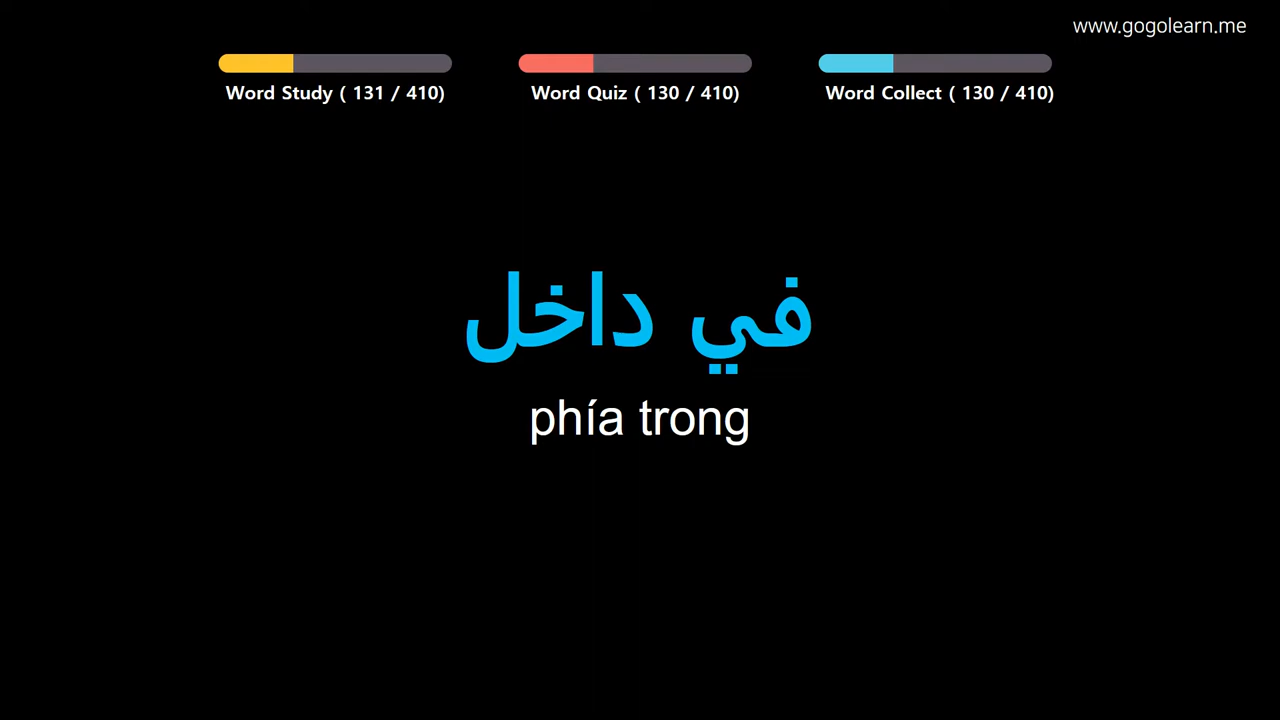 www.gogolearn.me
Word Study ( 131 / 410)
Word Quiz ( 130 / 410)
Word Collect ( 130 / 410)
في داخل
phía trong